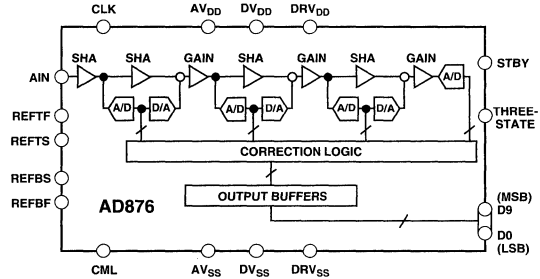 CLK AVDD DVDD DRVDD
SHA SHA GAIN SHA GAIN SHA GAIN
STBY
AIN
A/D
A/D D/A A/D D/A A/D D/A
REFTF
THREE-
STATE
REFTS
CORRECTION LOGIC
REFBS
OUTPUT BUFFERS
(MSB)
D9
REFBF
AD876
D0
(LSB)
CML AVSS DVSS DRVSS